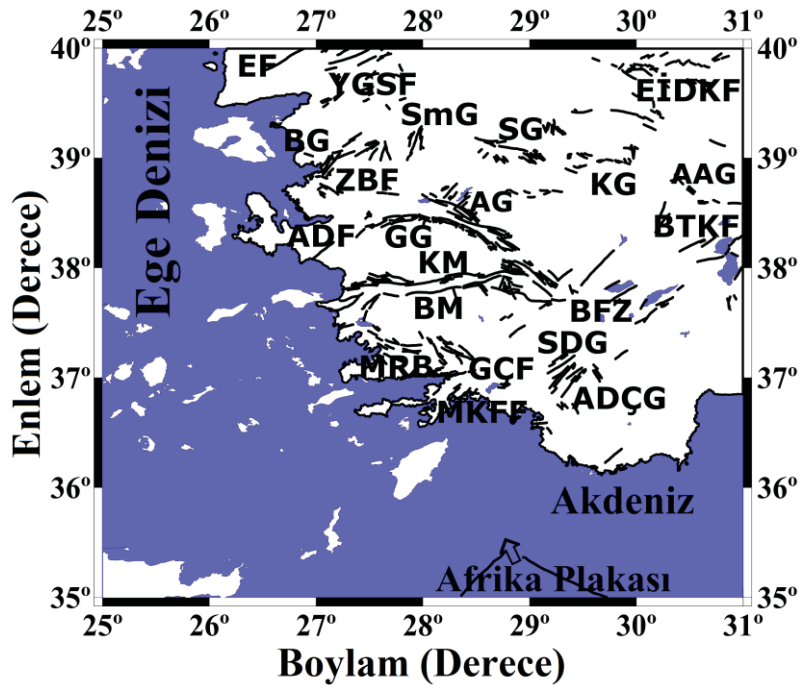 25º 26º 27º 28º 29º 30º 31º
40º 40º
EF
YGSF
EİDKF
SmG
SG
BG
39º 39º
ZBF
KG
AAG
AG
BTKF
ADF
GG
KM
38º 38º
BM
BFZ
SDG
MRB
GCF
37º 37º
ADÇG
MKFF
36º 36º
Akdeniz
Afrika Plakası
35º 35º
25º 26º 27º 28º 29º 30º 31º
Ege Denizi
Enlem (Derece)
Boylam (Derece)